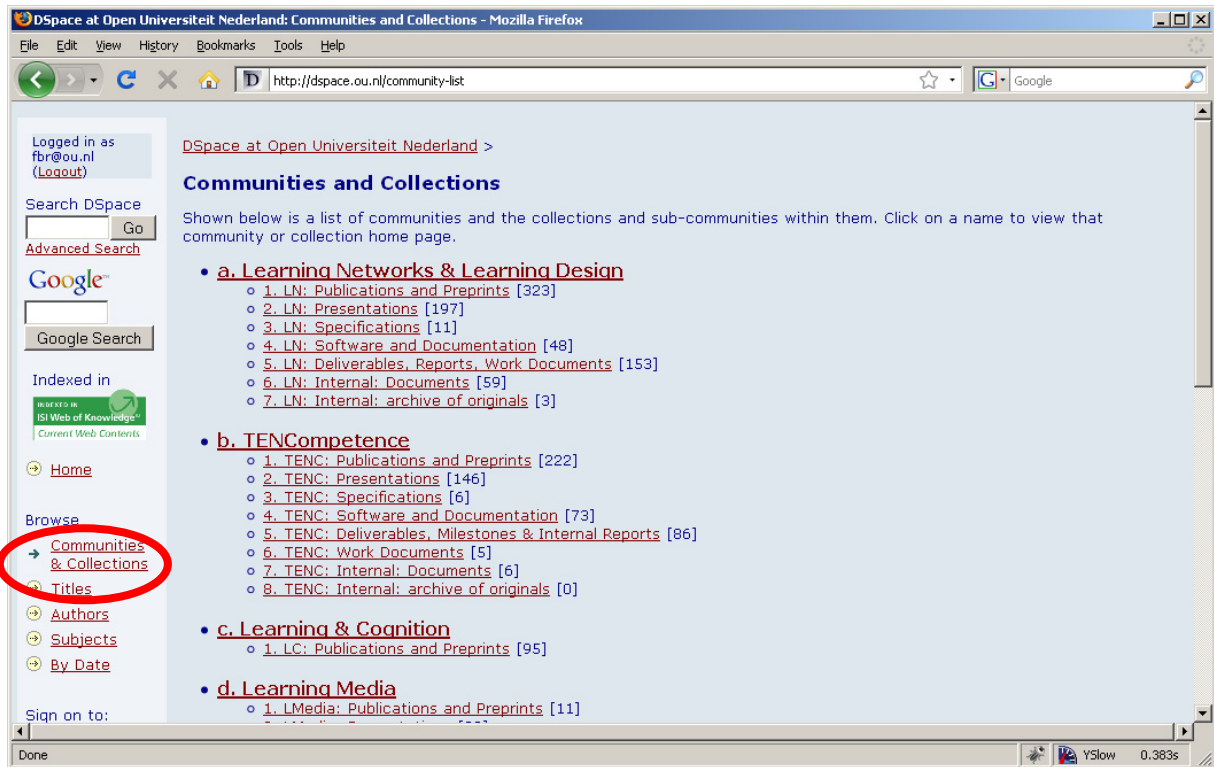 DSpace at Open Universiteit Nederland: Communities and Collections - Mozilla Firefox
File Edit View History Bookmarks Tools Help
http://dspace.ou.nl/community-list
G Google
Logged in as
fbr@ou.nl
(Logout)
Search DSpace
Go
Advanced Search
Google™
Google Search
Indexed in
INDEXED IN
ISI Web of Knowledge
Current Web Contents
Home
Browse
Communities
& Collections
Titles
Authors
Subjects
By Date
Sign on to:
DSpace at Open Universiteit Nederland >
Communities and Collections
Shown below is a list of communities and the collections and sub-communities within them. Click on a name to view that
community or collection home page.
a. Learning Networks & Learning Design
1. LN: Publications and Preprints [323]
2. LN: Presentations [197]
3. LN: Specifications [11]
4. LN: Software and Documentation [48]
5. LN: Deliverables, Reports, Work Documents [153]
6. LN: Internal: Documents [59]
7. LN: Internal: archive of originals [3]
b. TENCompetence
1. TENC: Publications and Preprints [222]
2. TENC: Presentations [146]
3. TENC: Specifications [6]
4. TENC: Software and Documentation [73]
5. TENC: Deliverables, Milestones & Internal Reports [86]
6. TENC: Work Documents [5]
7. TENC: Internal: Documents [6]
8. TENC: Internal: archive of originals [0]
c. Learning & Cognition
1. LC: Publications and Preprints [95]
d. Learning Media
1. LMedia: Publications and Preprints [11]
Done
YSlow 0.383s